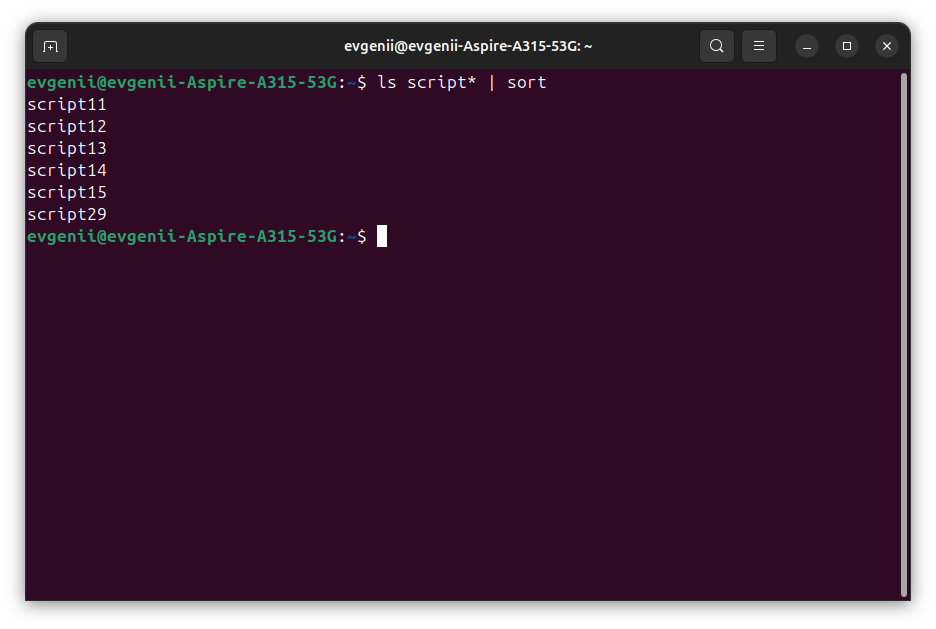 evgenii@evgenii-Aspire-A315-53G: ~
evgenii@evgenii-Aspire-A315-53G:~$ ls script* | sort
script11
script12
script13
script14
script15
script29
evgenii@evgenii-Aspire-A315-53G:~$